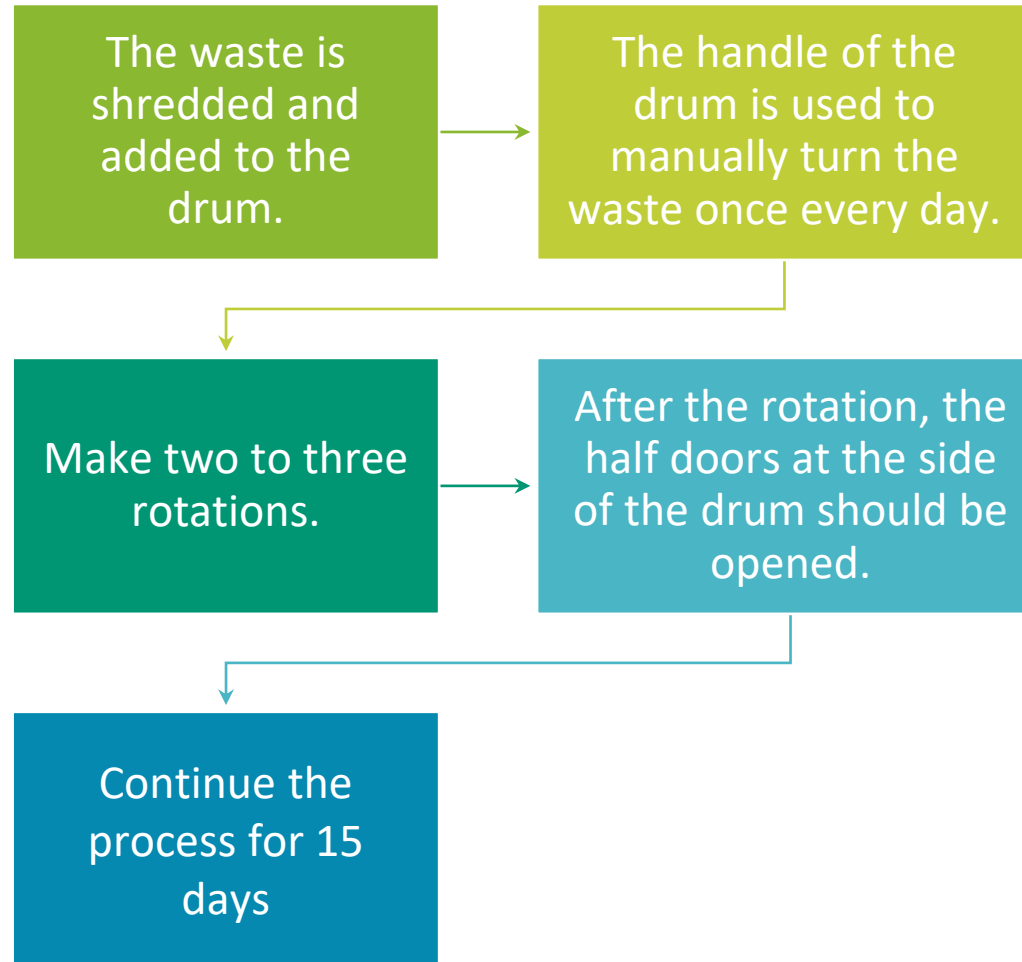 The waste is
shredded and
added to the
drum.
The handle of the
drum is used to
manually turn the
waste once every day.
Make two to three
rotations.
After the rotation, the
half doors at the side
of the drum should be
opened.
Continue the
process for 15
days